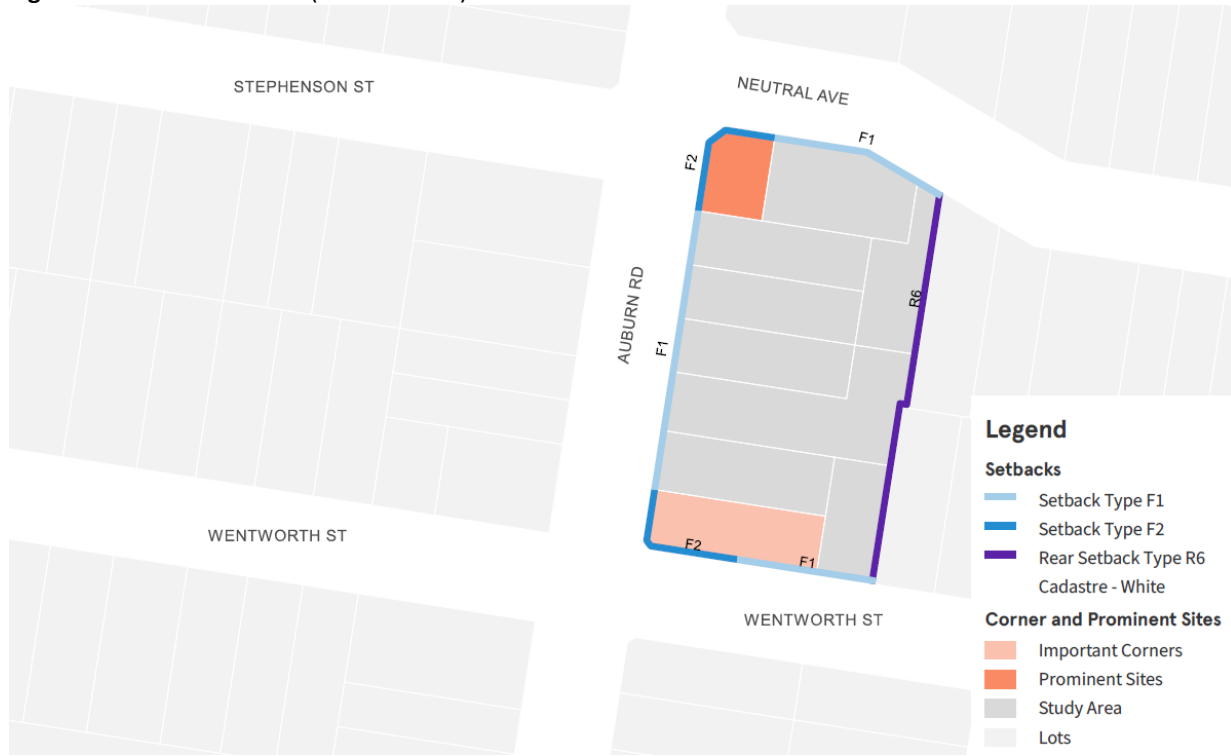 STEPHENSON ST
NEUTRAL AVE
F1
F2
AUBURN RD
R6
F1
Legend
Setbacks
Setback Type F1
Setback Type F2
Rear Setback Type R6
Cadastre - White
Corner and Prominent Sites
Important Corners
Prominent Sites
Study Area
Lots
WENTWORTH ST
F2
F1
WENTWORTH ST